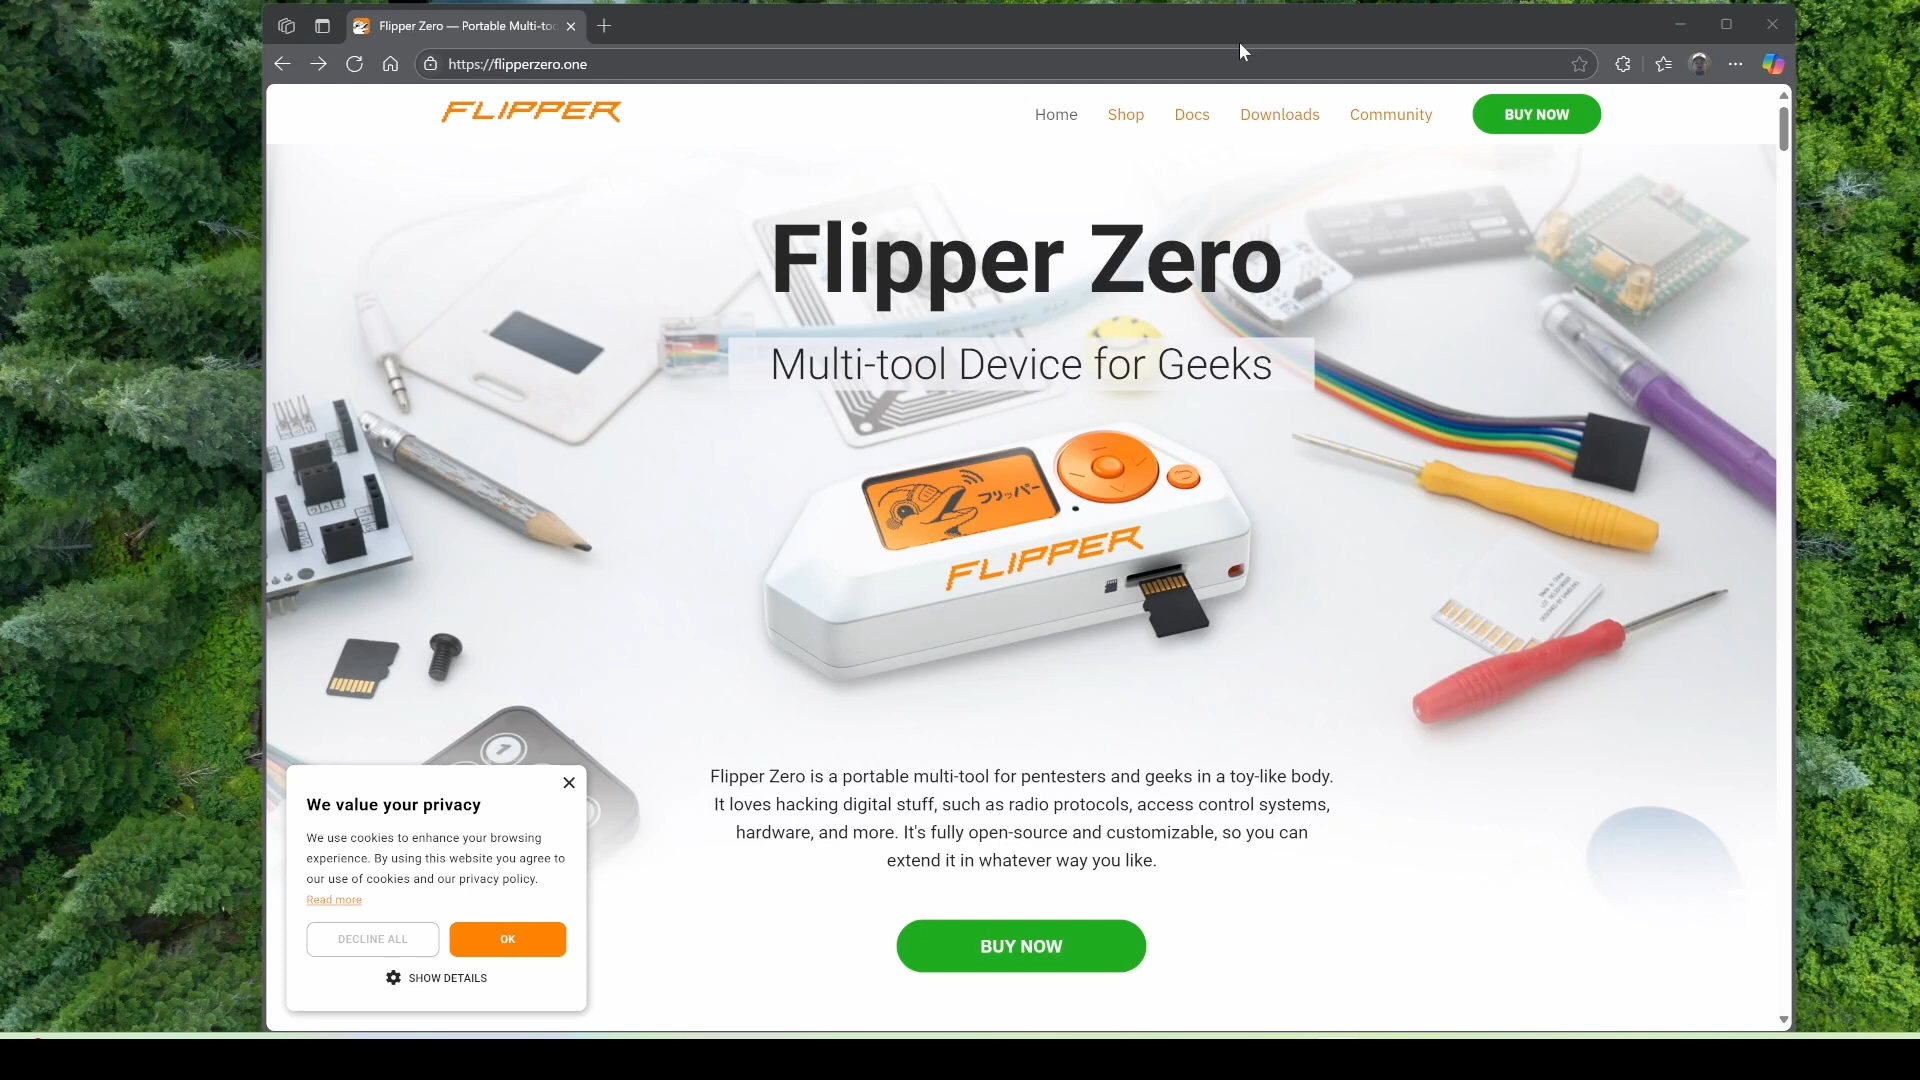 Flipper Zero — Portable Multi-to
https://flipperzero.one
FLIPPER
Home
Shop
Docs
Downloads
Community
BUY NOW
Flipper Zero
Multi-tool Device for Geeks
フリッパー
FLIPPER
Flipper Zero is a portable multi-tool for pentesters and geeks in a toy-like body.
It loves hacking digital stuff, such as radio protocols, access control systems,
hardware, and more. It's fully open-source and customizable, so you can
extend it in whatever way you like.
BUY NOW
1
We value your privacy
We use cookies to enhance your browsing
experience. By using this website you agree to
our use of cookies and our privacy policy.
Read more
DECLINE ALL
OK
SHOW DETAILS